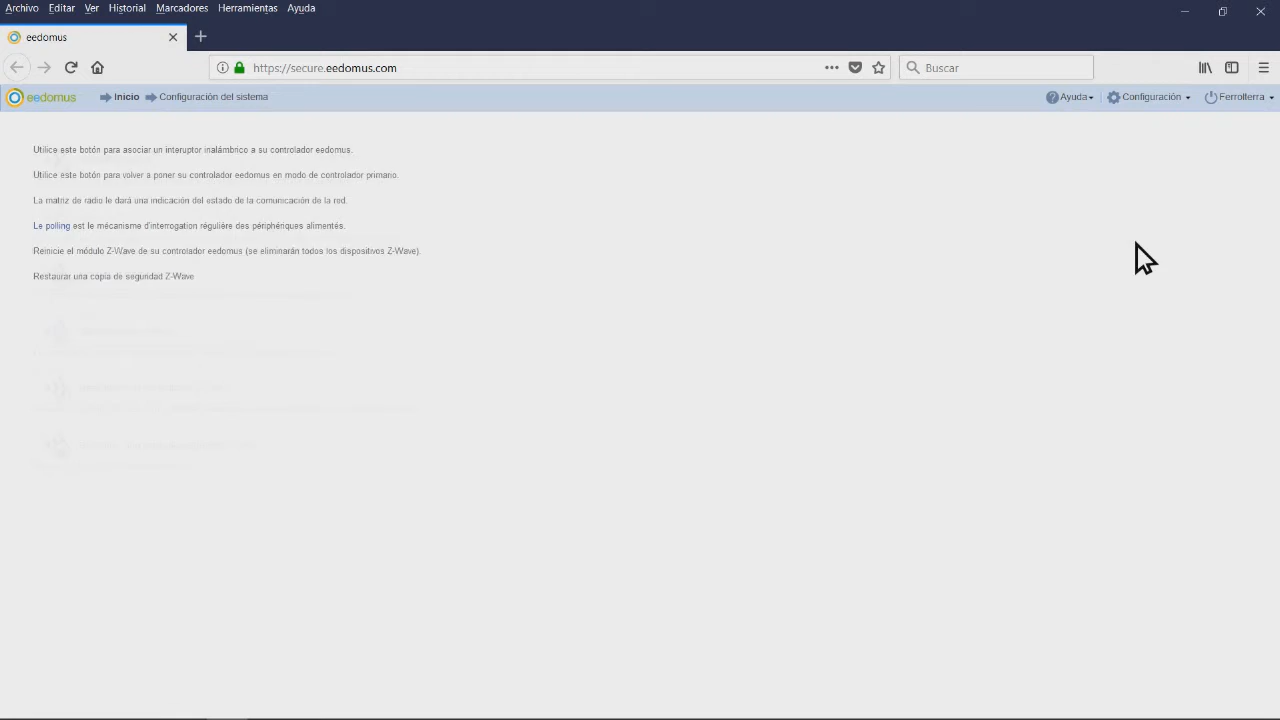 Archivo Editar Ver Historial Marcadores Herramientas Ayuda
eedomus
https://secure.eedomus.com
Buscar
eedomus Inicio Configuración del sistema Ayuda Configuración Ferrolterra
Utilice este botón para asociar un interuptor inalámbrico a su controlador eedomus.
Utilice este botón para volver a poner su controlador eedomus en modo de controlador primario.
La matriz de radio le dará una indicación del estado de la comunicación de la red.
Le polling est le mécanisme d'interrogation régulière des périphériques alimentés.
Reinicie el módulo Z-Wave de su controlador eedomus (se eliminarán todos los dispositivos Z-Wave).
Restaurar una copia de seguridad Z-Wave